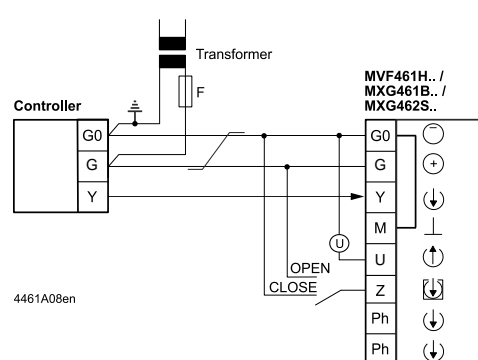 Transformer
F
MVF461H.. /
MXG461B.. /
MXG462S..
Controller
G0
G
Y
G0
G
Y
M
U
Z
Ph
Ph
U
OPEN
CLOSE
4461A08en